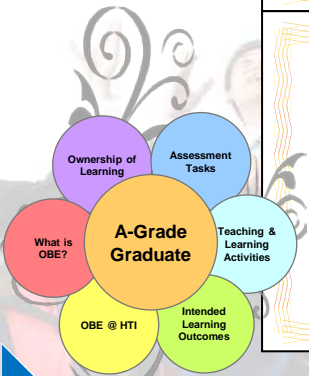 Ownership of
Learning
Assessment
Tasks
What is
OBE?
A-Grade
Graduate
Teaching &
Learning
Activities
OBE @ HTI
Intended
Learning
Outcomes